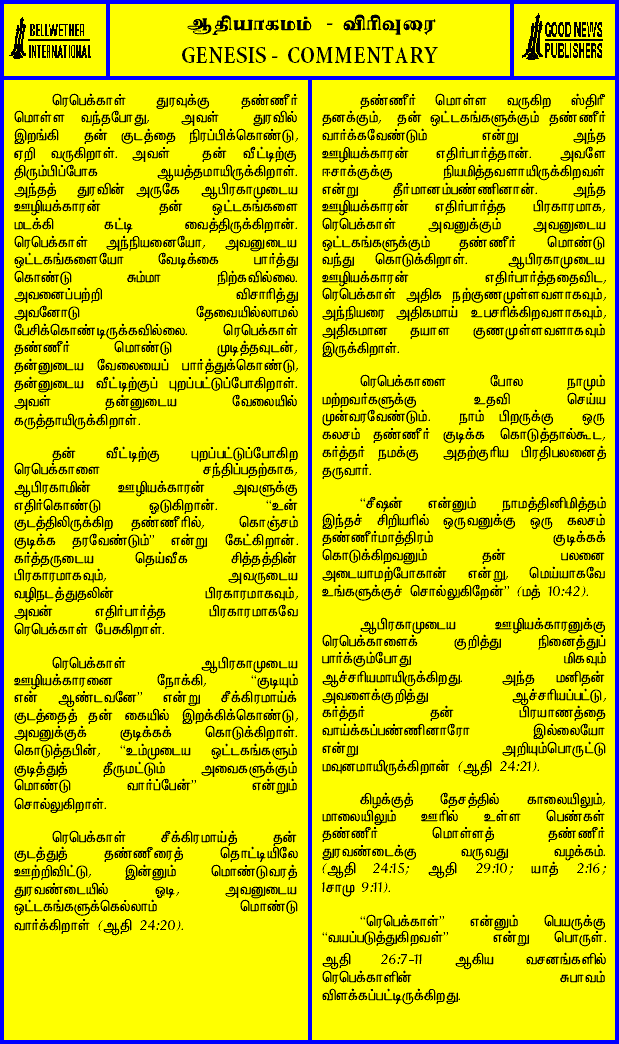 BELLWETHER
INTERNATIONAL
ஆதியாகமம் - விரிவுரை
GENESIS - COMMENTARY
GOOD NEWS
PUBLISHERS
ரெபெக்காள் துரவுக்கு தண்ணீர்
மொள்ள வந்தபோது, அவள் துரவில்
இறங்கி தன் குடத்தை நிரப்பிக்கொண்டு,
ஏறி வருகிறாள். அவள் தன் வீட்டிற்கு
திரும்பிப்போக ஆயத்தமாயிருக்கிறாள்.
அந்தத் துரவின் அருகே ஆபிரகாமுடைய
ஊழியக்காரன் தன் ஒட்டகங்களை
மடக்கி கட்டி வைத்திருக்கிறான்.
ரெபெக்காள் அந்நியனையோ, அவனுடைய
ஒட்டகங்களையோ வேடிக்கை பார்த்து
கொண்டு சும்மா நிற்கவில்லை.
அவனைப்பற்றி விசாரித்து
அவனோடு தேவையில்லாமல்
பேசிக்கொண்டிருக்கவில்லை. ரெபெக்காள்
தண்ணீர் மொண்டு முடித்தவுடன்,
தன்னுடைய வேலையைப் பார்த்துக்கொண்டு,
தன்னுடைய வீட்டிற்குப் புறப்பட்டுப்போகிறாள்.
அவள் தன்னுடைய வேலையில்
கருத்தாயிருக்கிறாள்.
தன் வீட்டிற்கு புறப்பட்டுப்போகிற
ரெபெக்காளை சந்திப்பதற்காக,
ஆபிரகாமின் ஊழியக்காரன் அவளுக்கு
எதிர்கொண்டு ஓடுகிறான். “உன்
குடத்திலிருக்கிற தண்ணீரில், கொஞ்சம்
குடிக்க தரவேண்டும்” என்று கேட்கிறான்.
கர்த்தருடைய தெய்வீக சித்தத்தின்
பிரகாரமாகவும், அவருடைய
வழிநடத்துதலின் பிரகாரமாகவும்,
அவன் எதிர்பார்த்த பிரகாரமாகவே
ரெபெக்காள் பேசுகிறாள்.
ரெபெக்காள் ஆபிரகாமுடைய
ஊழியக்காரனை நோக்கி, “குடியும்
என் ஆண்டவனே” என்று சீக்கிரமாய்க்
குடத்தைத் தன் கையில் இறக்கிக்கொண்டு,
அவனுக்குக் குடிக்கக் கொடுக்கிறாள்.
கொடுத்தபின், “உம்முடைய ஒட்டகங்களும்
குடித்துத் தீருமட்டும் அவைகளுக்கும்
மொண்டு வார்ப்பேன்” என்றும்
சொல்லுகிறாள்.
ரெபெக்காள் சீக்கிரமாய்த் தன்
குடத்துத் தண்ணீரைத் தொட்டியிலே
ஊற்றிவிட்டு, இன்னும் மொண்டுவரத்
துரவண்டையில் ஓடி, அவனுடைய
ஒட்டகங்களுக்கெல்லாம் மொண்டு
வார்க்கிறாள் (ஆதி 24:20).
தண்ணீர் மொள்ள வருகிற ஸ்திரீ
தனக்கும், தன் ஒட்டகங்களுக்கும் தண்ணீர்
வார்க்கவேண்டும் என்று அந்த
ஊழியக்காரன் எதிர்பார்த்தான். அவளே
ஈசாக்குக்கு நியமித்தவளாயிருக்கிறவள்
என்று தீர்மானம்பண்ணினான். அந்த
ஊழியக்காரன் எதிர்பார்த்த பிரகாரமாக,
ரெபெக்காள் அவனுக்கும் அவனுடைய
ஒட்டகங்களுக்கும் தண்ணீர் மொண்டு
வந்து கொடுக்கிறாள். ஆபிரகாமுடைய
ஊழியக்காரன் எதிர்பார்த்ததைவிட,
ரெபெக்காள் அதிக நற்குணமுள்ளவளாகவும்,
அந்நியரை அதிகமாய் உபசரிக்கிறவளாகவும்,
அதிகமான தயாள குணமுள்ளவளாகவும்
இருக்கிறாள்.
ரெபெக்காளை போல நாமும்
மற்றவர்களுக்கு உதவி செய்ய
முன்வரவேண்டும். நாம் பிறருக்கு ஒரு
கலசம் தண்ணீர் குடிக்க கொடுத்தால்கூட,
கர்த்தர் நமக்கு அதற்குரிய பிரதிபலனைத்
தருவார்.
“சீஷன் என்னும் நாமத்தினிமித்தம்
இந்தச் சிறியரில் ஒருவனுக்கு ஒரு கலசம்
தண்ணீர்மாத்திரம் குடிக்கக்
கொடுக்கிறவனும் தன் பலனை
அடையாமற்போகான் என்று, மெய்யாகவே
உங்களுக்குச் சொல்லுகிறேன்” (மத் 10:42).
ஆபிரகாமுடைய ஊழியக்காரனுக்கு
ரெபெக்காளைக் குறித்து நினைத்துப்
பார்க்கும்போது மிகவும்
ஆச்சரியமாயிருக்கிறது. அந்த மனிதன்
அவளைக்குறித்து ஆச்சரியப்பட்டு,
கர்த்தர் தன் பிரயாணத்தை
வாய்க்கப்பண்ணினாரோ இல்லையோ
என்று அறியும்பொருட்டு
மவுனமாயிருக்கிறான் (ஆதி 24:21).
கிழக்குத் தேசத்தில் காலையிலும்,
மாலையிலும் ஊரில் உள்ள பெண்கள்
தண்ணீர் மொள்ளத் தண்ணீர்
துரவண்டைக்கு வருவது வழக்கம்.
(ஆதி 24:15; ஆதி 29:10; யாத் 2:16;
1சாமு 9:11).
“ரெபெக்காள்” என்னும் பெயருக்கு
“வயப்படுத்துகிறவள்” என்று பொருள்.
ஆதி 26:7-11 ஆகிய வசனங்களில்
ரெபெக்காளின் சுபாவம்
விளக்கப்பட்டிருக்கிறது.